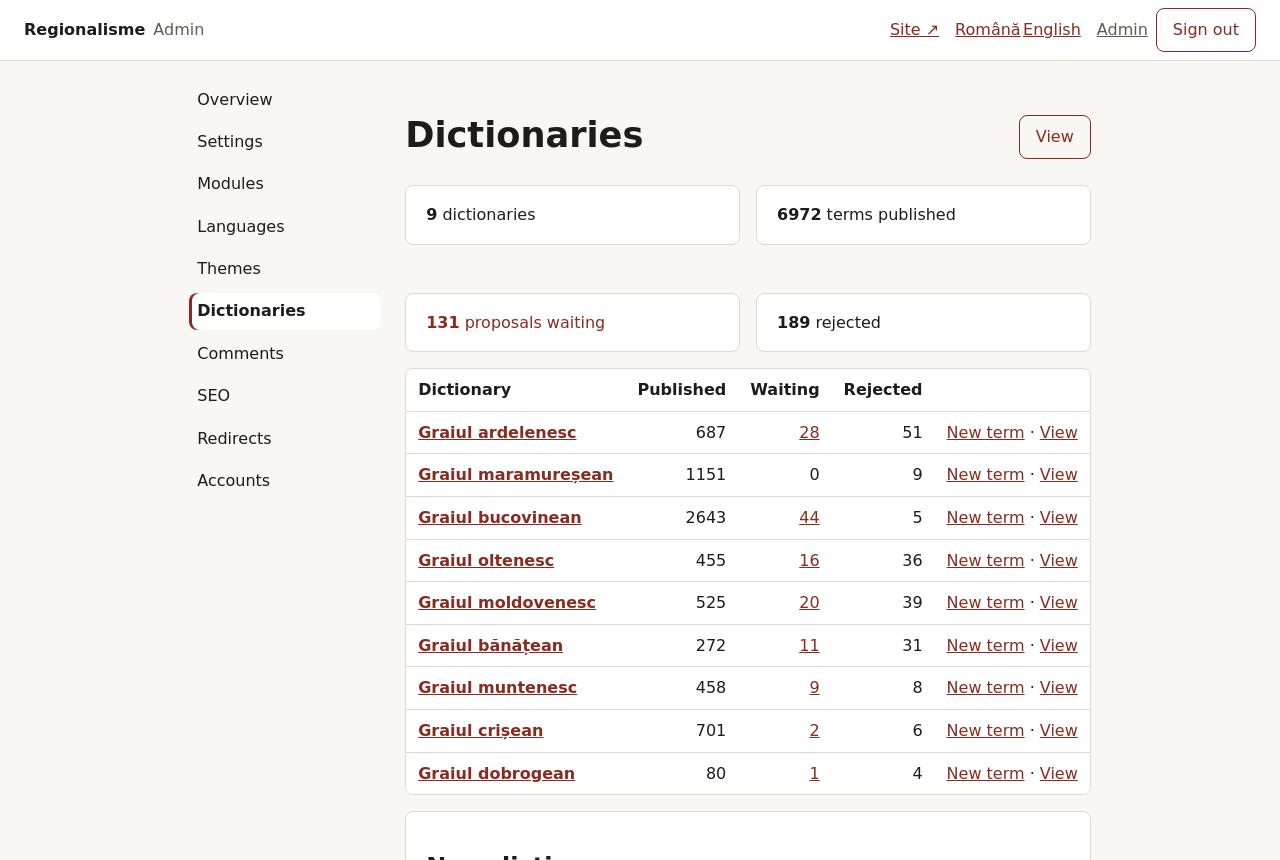 Regionalisme Admin
Site ↗ Română English Admin Sign out
Overview
Settings
Modules
Languages
Themes
Dictionaries
Comments
SEO
Redirects
Accounts
Dictionaries
View
9 dictionaries
6972 terms published
131 proposals waiting
189 rejected
Dictionary Published Waiting Rejected
Graiul ardelenesc 687 28 51 New term · View
Graiul maramureșean 1151 0 9 New term · View
Graiul bucovinean 2643 44 5 New term · View
Graiul oltenesc 455 16 36 New term · View
Graiul moldovenesc 525 20 39 New term · View
Graiul bănățean 272 11 31 New term · View
Graiul muntenesc 458 9 8 New term · View
Graiul crișean 701 2 6 New term · View
Graiul dobrogean 80 1 4 New term · View